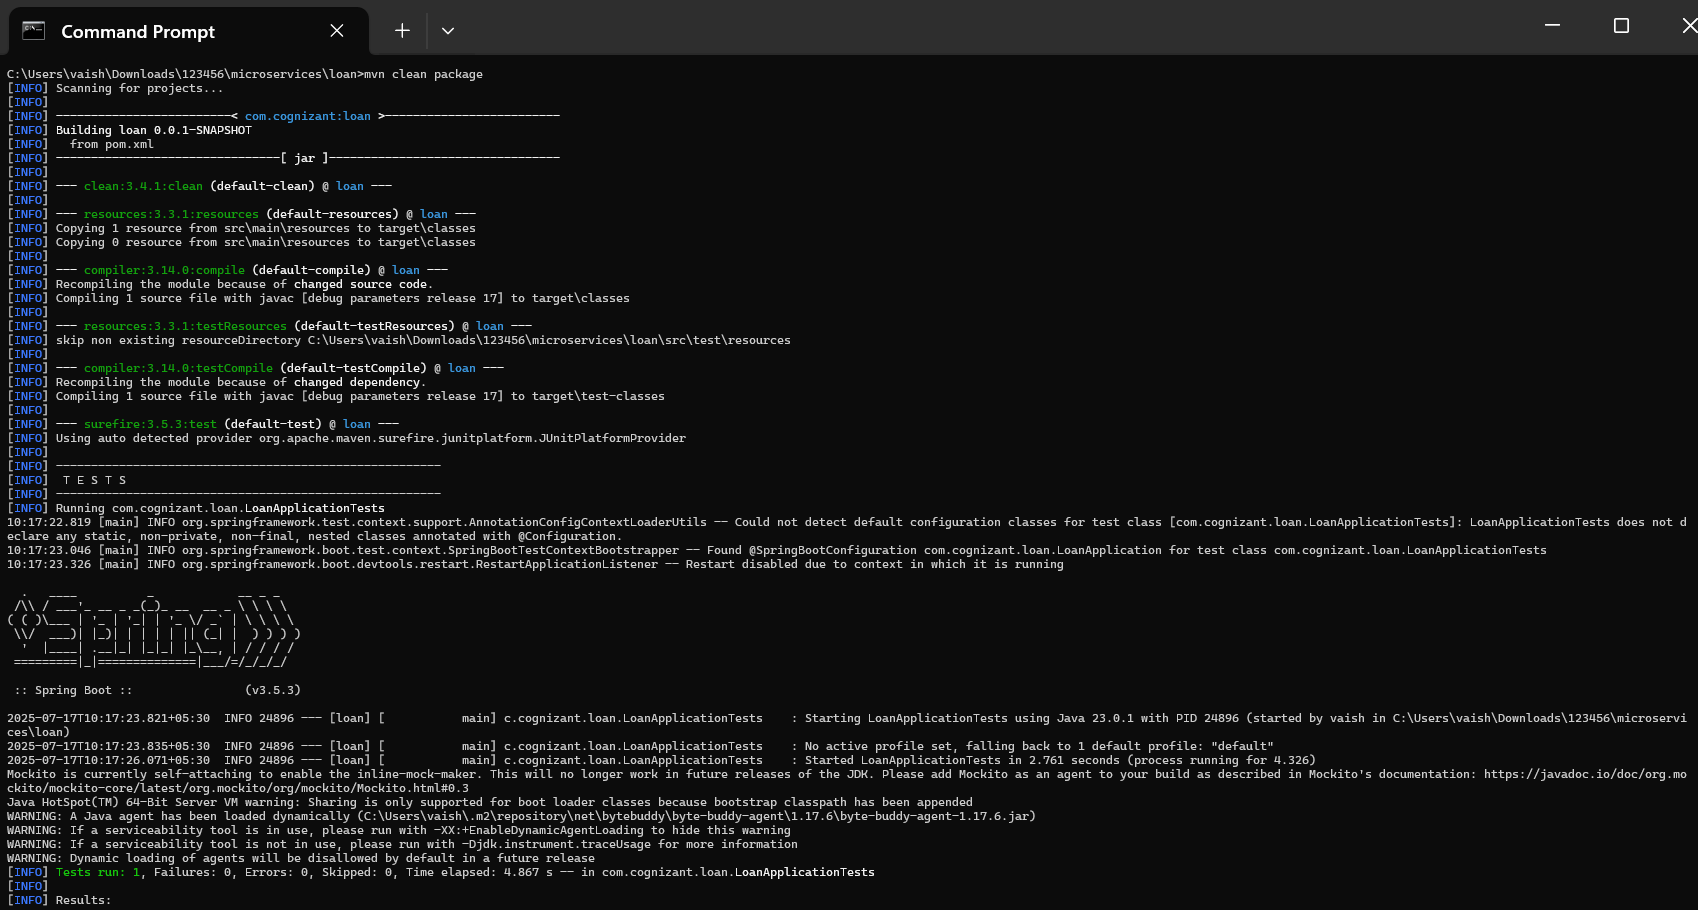 Command Prompt
C:\Users\vaish\Downloads\123456\microservices\loan>mvn clean package
[INFO] Scanning for projects...
[INFO]
[INFO] -------------------------< com.cognizant:loan >-------------------------
[INFO] Building loan 0.0.1-SNAPSHOT
[INFO]   from pom.xml
[INFO] --------------------------------[ jar ]---------------------------------
[INFO]
[INFO] --- clean:3.4.1:clean (default-clean) @ loan ---
[INFO]
[INFO] --- resources:3.3.1:resources (default-resources) @ loan ---
[INFO] Copying 1 resource from src\main\resources to target\classes
[INFO] Copying 0 resource from src\main\resources to target\classes
[INFO]
[INFO] --- compiler:3.14.0:compile (default-compile) @ loan ---
[INFO] Recompiling the module because of changed source code.
[INFO] Compiling 1 source file with javac [debug parameters release 17] to target\classes
[INFO]
[INFO] --- resources:3.3.1:testResources (default-testResources) @ loan ---
[INFO] skip non existing resourceDirectory C:\Users\vaish\Downloads\123456\microservices\loan\src\test\resources
[INFO]
[INFO] --- compiler:3.14.0:testCompile (default-testCompile) @ loan ---
[INFO] Recompiling the module because of changed dependency.
[INFO] Compiling 1 source file with javac [debug parameters release 17] to target\test-classes
[INFO]
[INFO] --- surefire:3.5.3:test (default-test) @ loan ---
[INFO] Using auto detected provider org.apache.maven.surefire.junitplatform.JUnitPlatformProvider
[INFO]
[INFO] -------------------------------------------------------
[INFO]  T E S T S
[INFO] -------------------------------------------------------
[INFO] Running com.cognizant.loan.LoanApplicationTests
10:17:22.819 [main] INFO org.springframework.test.context.support.AnnotationConfigContextLoaderUtils -- Could not detect default configuration classes for test class [com.cognizant.loan.LoanApplicationTests]: LoanApplicationTests does not d
eclare any static, non-private, non-final, nested classes annotated with @Configuration.
10:17:23.046 [main] INFO org.springframework.boot.test.context.SpringBootTestContextBootstrapper -- Found @SpringBootConfiguration com.cognizant.loan.LoanApplication for test class com.cognizant.loan.LoanApplicationTests
10:17:23.326 [main] INFO org.springframework.boot.devtools.restart.RestartApplicationListener -- Restart disabled due to context in which it is running
  .   ____          _            __ _ _
 /\\ / ___'_ __ _ _(_)_ __  __ _ \ \ \ \
( ( )\___ | '_ | '_| | '_ \/ _` | \ \ \ \
 \\/  ___)| |_)| | | | | || (_| |  ) ) ) )
  '  |____| .__|_| |_|_| |_\__, | / / / /
 =========|_|==============|___/=/_/_/_/
 :: Spring Boot ::                (v3.5.3)
2025-07-17T10:17:23.821+05:30  INFO 24896 --- [loan] [           main] c.cognizant.loan.LoanApplicationTests    : Starting LoanApplicationTests using Java 23.0.1 with PID 24896 (started by vaish in C:\Users\vaish\Downloads\123456\microservi
ces\loan)
2025-07-17T10:17:23.835+05:30  INFO 24896 --- [loan] [           main] c.cognizant.loan.LoanApplicationTests    : No active profile set, falling back to 1 default profile: "default"
2025-07-17T10:17:26.071+05:30  INFO 24896 --- [loan] [           main] c.cognizant.loan.LoanApplicationTests    : Started LoanApplicationTests in 2.761 seconds (process running for 4.326)
Mockito is currently self-attaching to enable the inline-mock-maker. This will no longer work in future releases of the JDK. Please add Mockito as an agent to your build as described in Mockito's documentation: https://javadoc.io/doc/org.mo
ckito/mockito-core/latest/org.mockito/org/mockito/Mockito.html#0.3
Java HotSpot(TM) 64-Bit Server VM warning: Sharing is only supported for boot loader classes because bootstrap classpath has been appended
WARNING: A Java agent has been loaded dynamically (C:\Users\vaish\.m2\repository\net\bytebuddy\byte-buddy-agent\1.17.6\byte-buddy-agent-1.17.6.jar)
WARNING: If a serviceability tool is in use, please run with -XX:+EnableDynamicAgentLoading to hide this warning
WARNING: If a serviceability tool is not in use, please run with -Djdk.instrument.traceUsage for more information
WARNING: Dynamic loading of agents will be disallowed by default in a future release
[INFO] Tests run: 1, Failures: 0, Errors: 0, Skipped: 0, Time elapsed: 4.867 s -- in com.cognizant.loan.LoanApplicationTests
[INFO]
[INFO] Results: